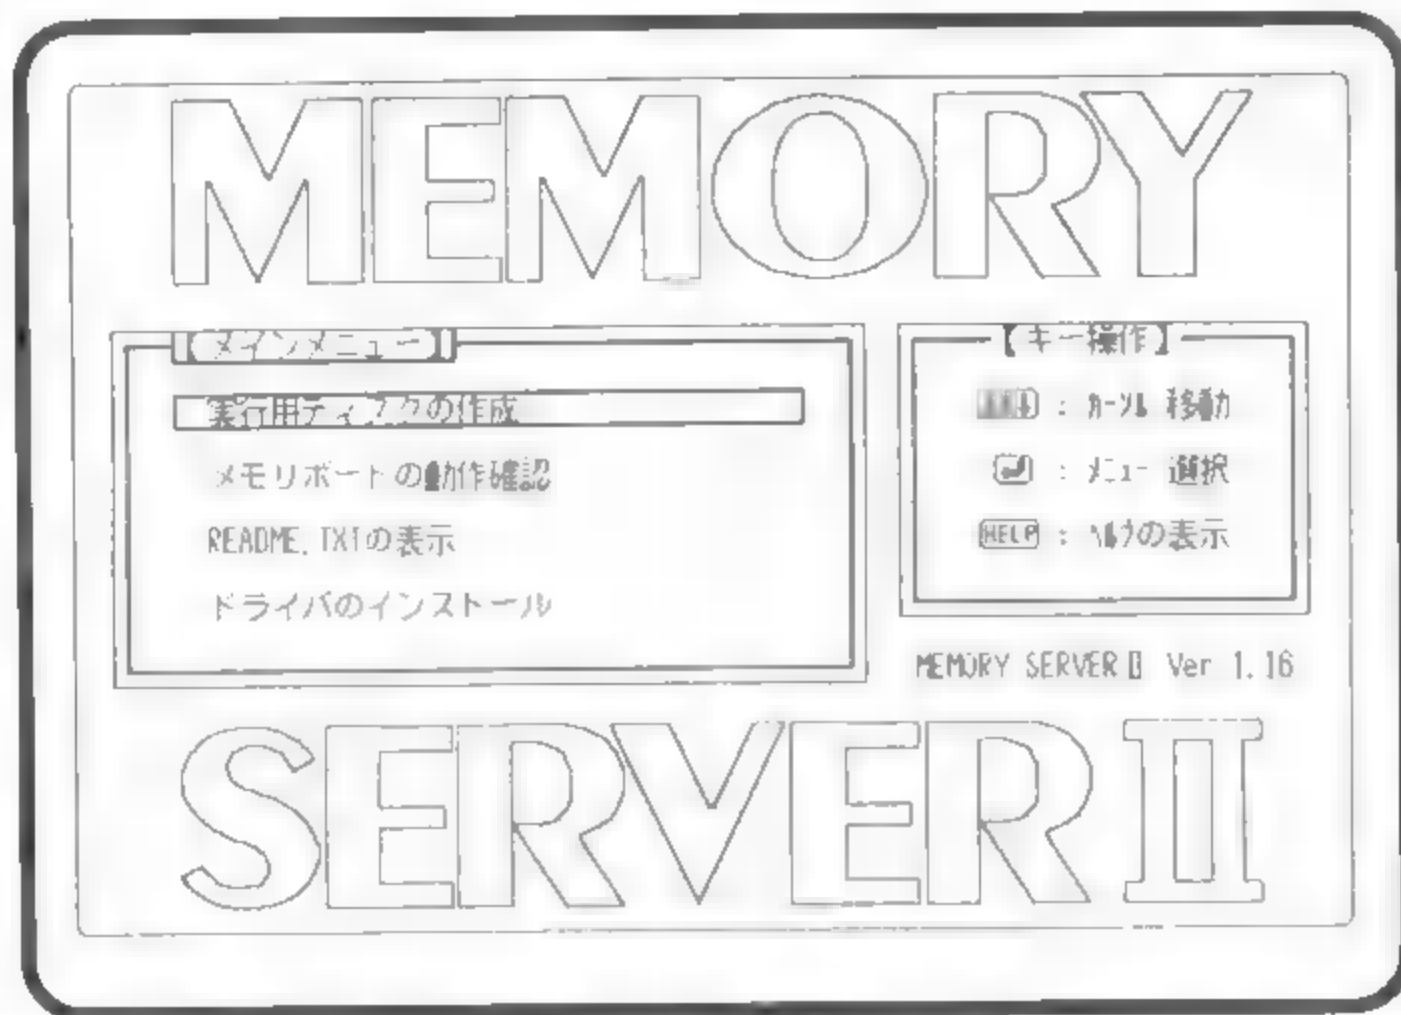 MEMORY
メインメニュー
実行用ディスクの作成
メモリボートの動作確認
README.TXTの表示
ドライバのインストール
キー操作
: カーソル 移動
: メニュー 選択
HELP : ヘルプの表示
MEMORY SERVER II Ver 1.16
SERVER II